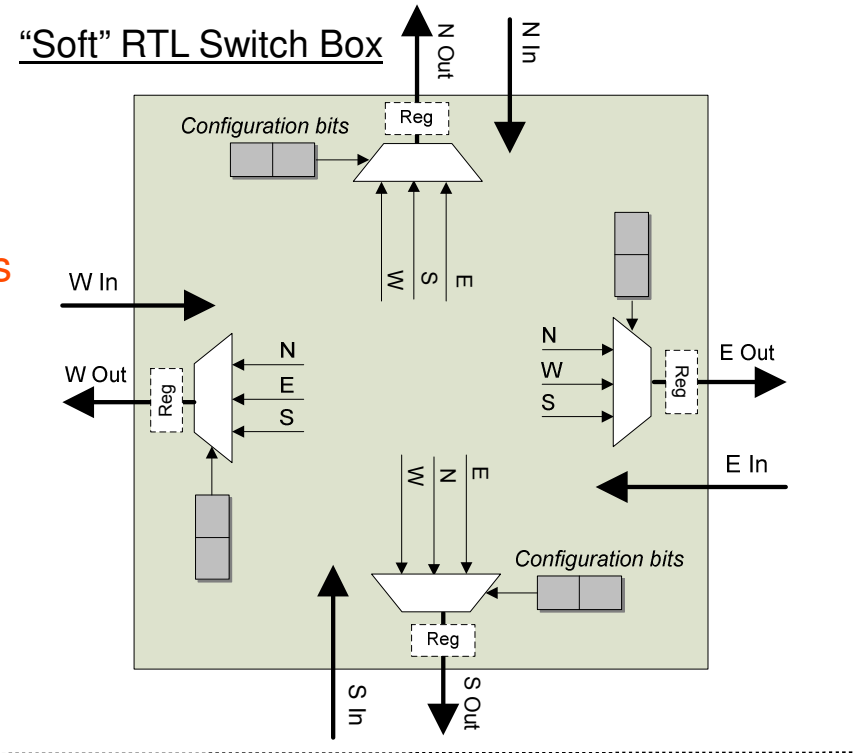 “Soft” RTL Switch Box
N Out
N In
Reg
Configuration bits
W
S
E
s
W In
N
E
S
W Out
Reg
N
W
S
Reg
E Out
E In
W
N
E
Configuration bits
Reg
S In
S Out